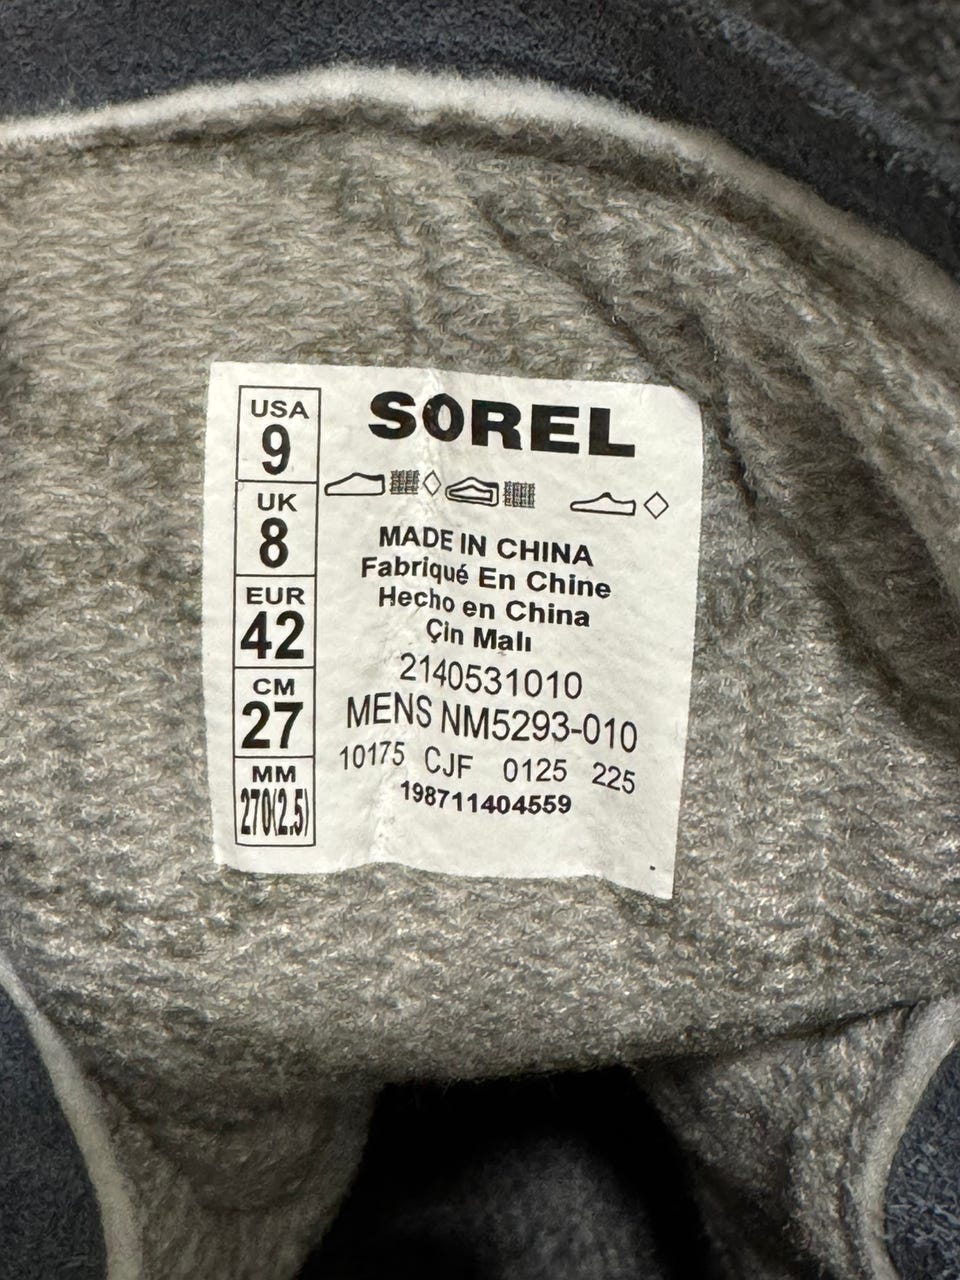 SOREL
USA
9
UK
8
EUR
42
CM
27
MM
270(2.5)
MADE IN CHINA
Fabriqué En Chine
Hecho en China
Çin Malı
2140531010
MENS NM5293-010
10175 CJF 0125 225
198711404559